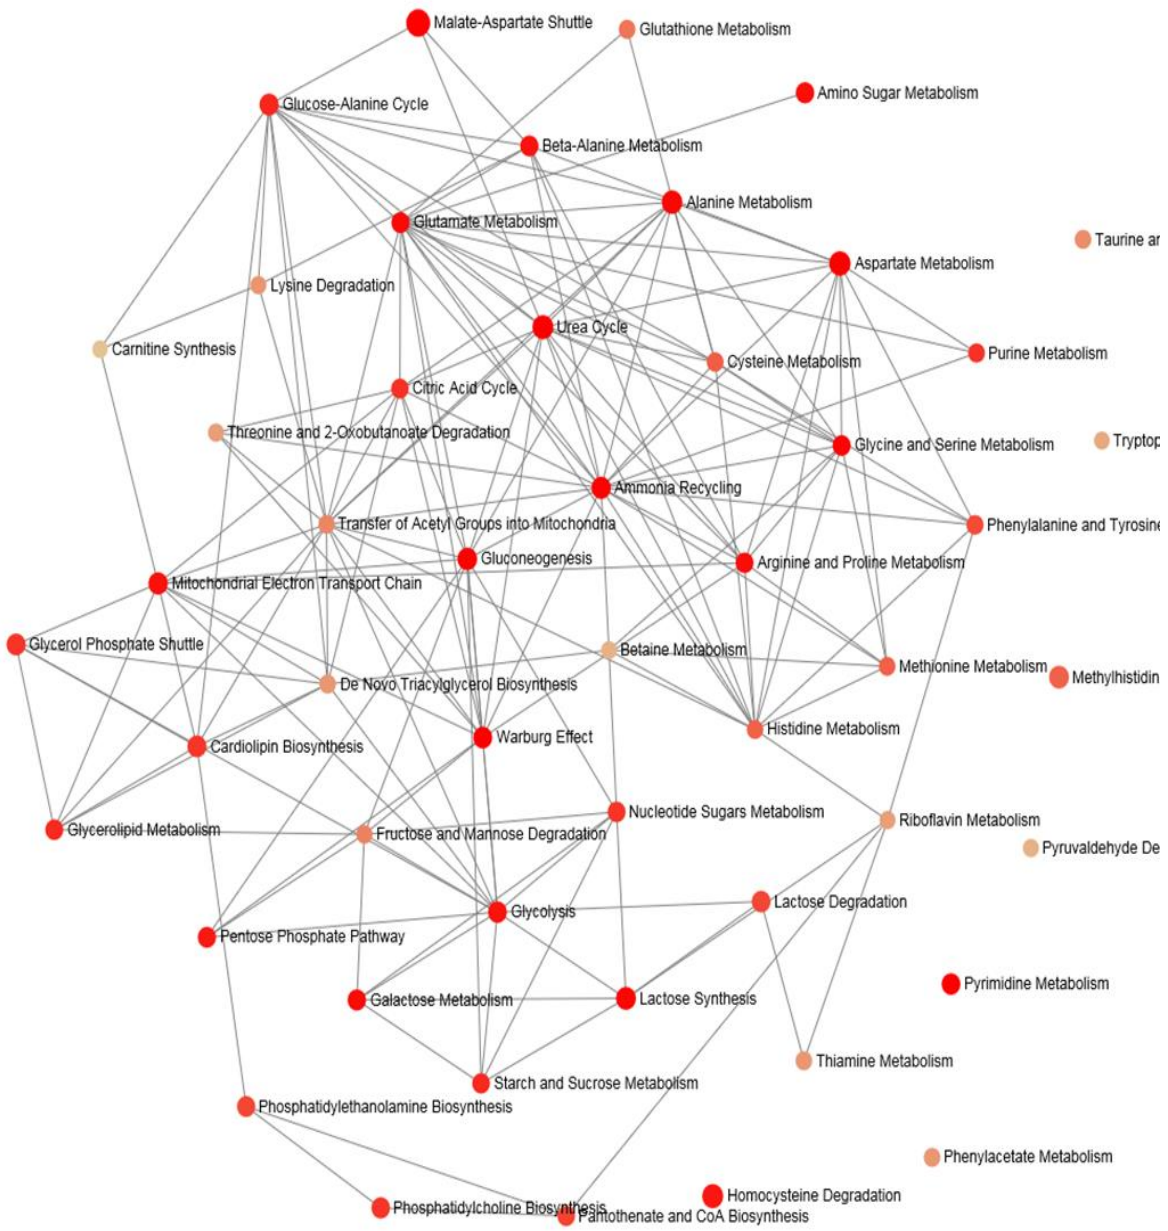 Malate-Aspartate Shuttle
Glutathione Metabolism
Amino Sugar Metabolism
Glucose-Alanine Cycle
Beta-Alanine Metabolism
Alanine Metabolism
Glutamate Metabolism
Taurine ar
Aspartate Metabolism
Lysine Degradation
Urea Cycle
Carnitine Synthesis
Cysteine Metabolism
Purine Metabolism
Citric Acid Cycle
Threonine and 2-Oxobutanoate Degradation
Tryptop
Glycine and Serine Metabolism
Ammonia Recycling
Transfer of Acetyl Groups into Mitochondria
Phenylalanine and Tyrosine
Gluconeogenesis
Arginine and Proline Metabolism
Mitochondrial Electron Transport Chain
Glycerol Phosphate Shuttle
Betaine Metabolism
Methionine Metabolism
Methylhistidin
De Novo Triacylglycerol Biosynthesis
Histidine Metabolism
Warburg Effect
Cardiolipin Biosynthesis
Nucleotide Sugars Metabolism
Riboflavin Metabolism
Glycerolipid Metabolism
Fructose and Mannose Degradation
Pyruvaldehyde De
Lactose Degradation
Glycolysis
Pentose Phosphate Pathway
Pyrimidine Metabolism
Galactose Metabolism
Lactose Synthesis
Thiamine Metabolism
Starch and Sucrose Metabolism
Phosphatidylethanolamine Biosynthesis
Phenylacetate Metabolism
Homocysteine Degradation
Phosphatidylcholine Biosynthesis
Pantothenate and CoA Biosynthesis